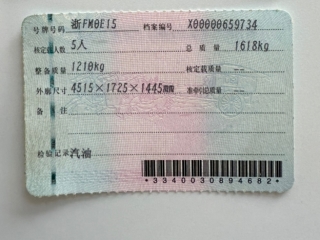 号牌号码 浙FM0E15 档案编号 X00000659734
核定载人数 5人 总质量 1618kg
整备质量 1210kg 核定载质量
外廓尺寸 4515×1725×1445mm 准牵引总质量
备注
检验记录 汽油
*3340030894682*